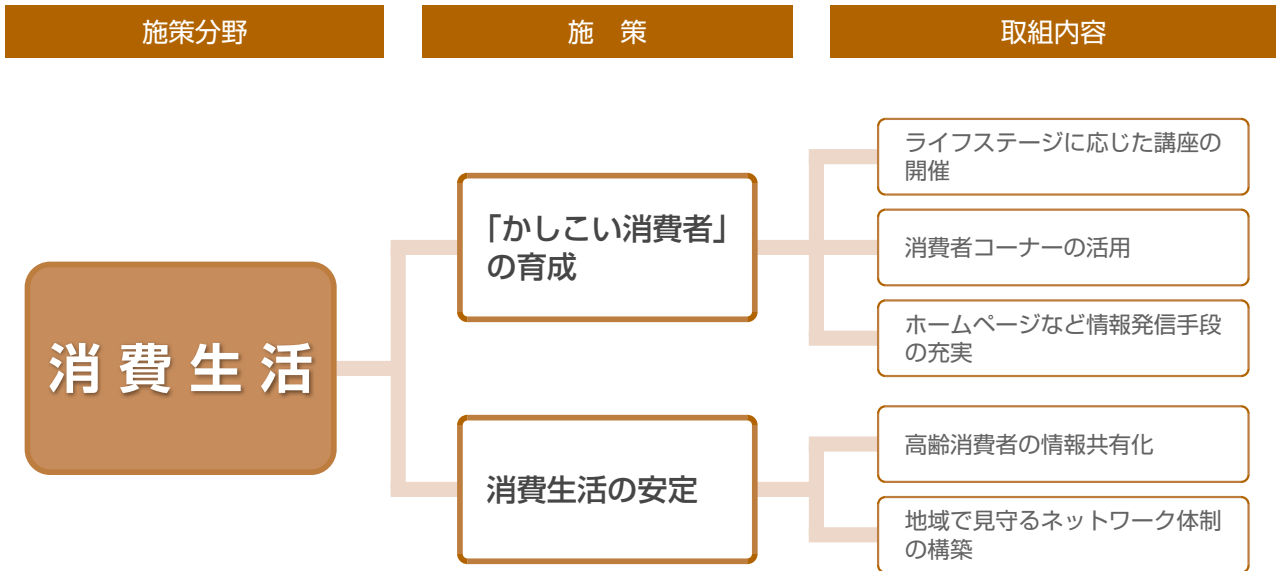 施策分野
施　策
取組内容
消費生活
「かしこい消費者」
の育成
ライフステージに応じた講座の
開催
消費者コーナーの活用
ホームページなど情報発信手段
の充実
消費生活の安定
高齢消費者の情報共有化
地域で見守るネットワーク体制
の構築